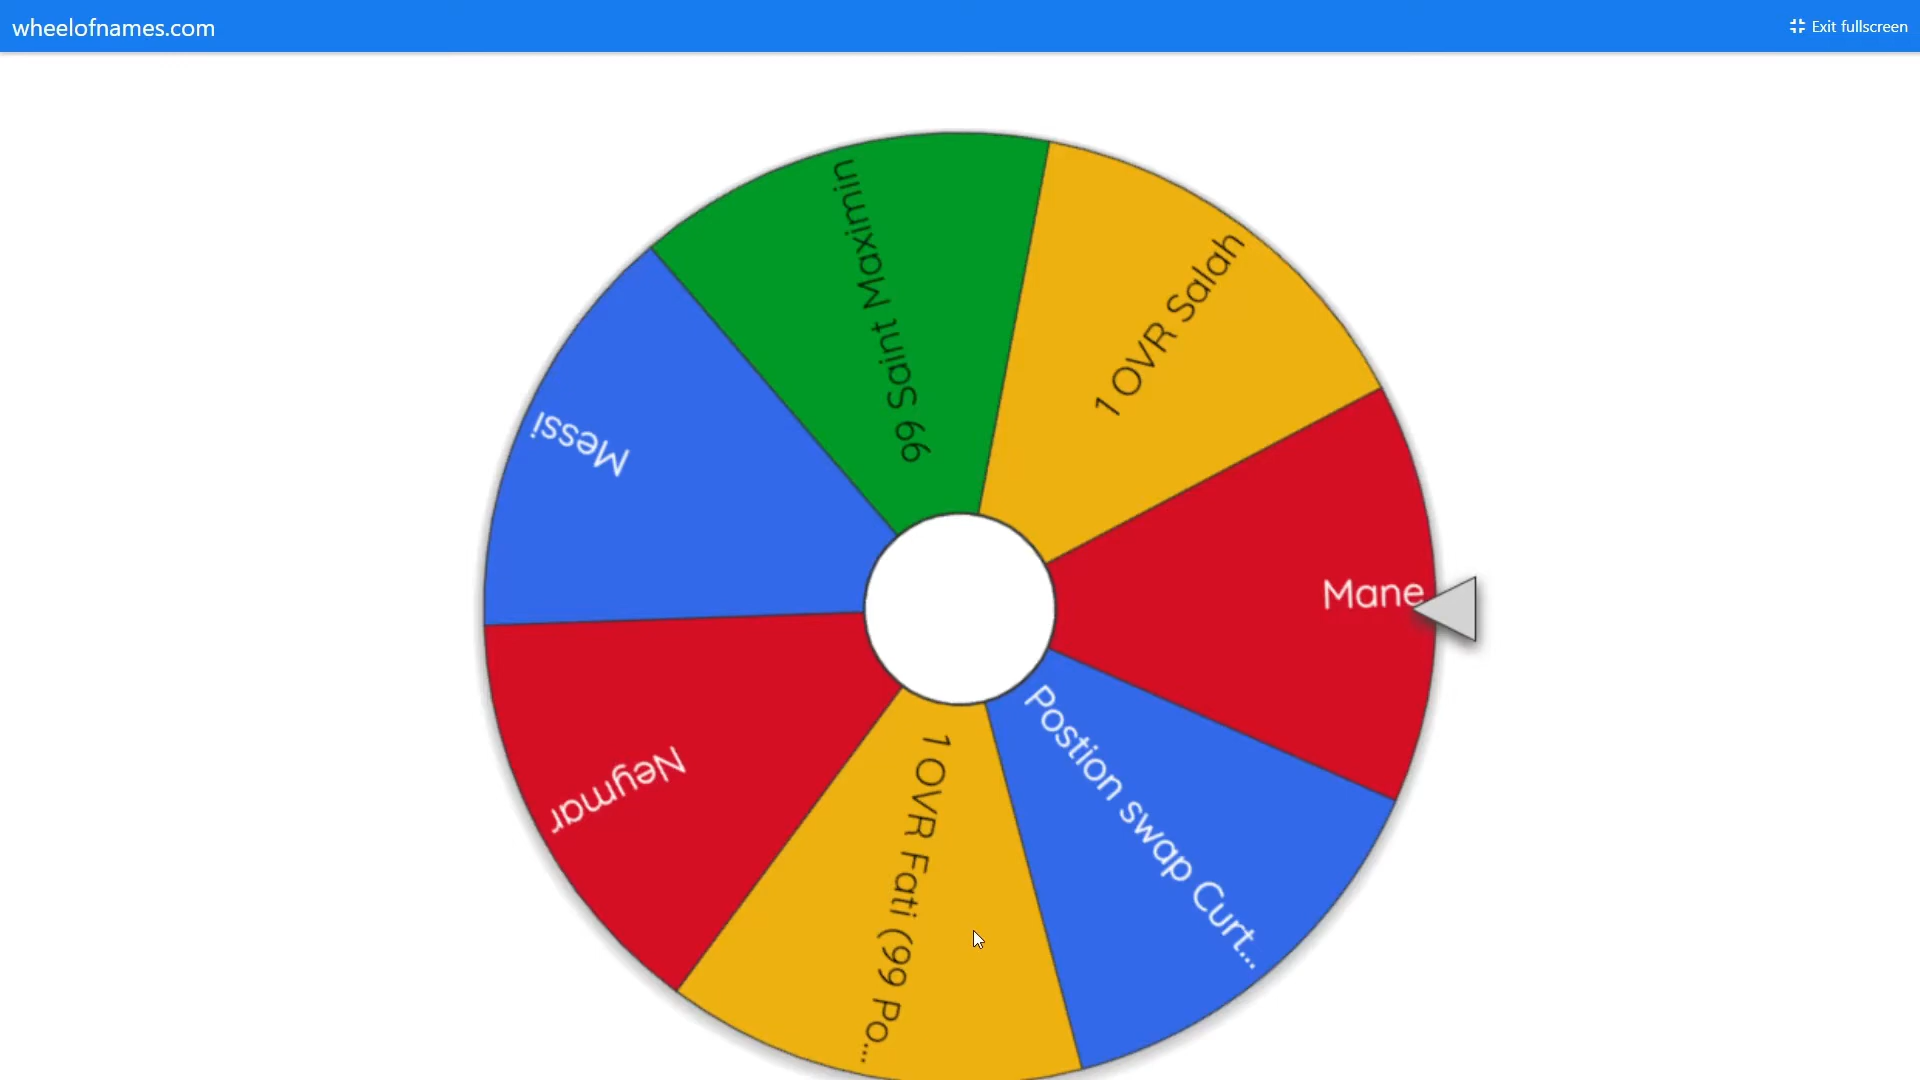 wheelofnames.com
Exit fullscreen
99 Saint Maximin
1 OVR Salah
Messi
Mane
Postion swap Curt...
Neymar
1 OVR Fati (99 Po...